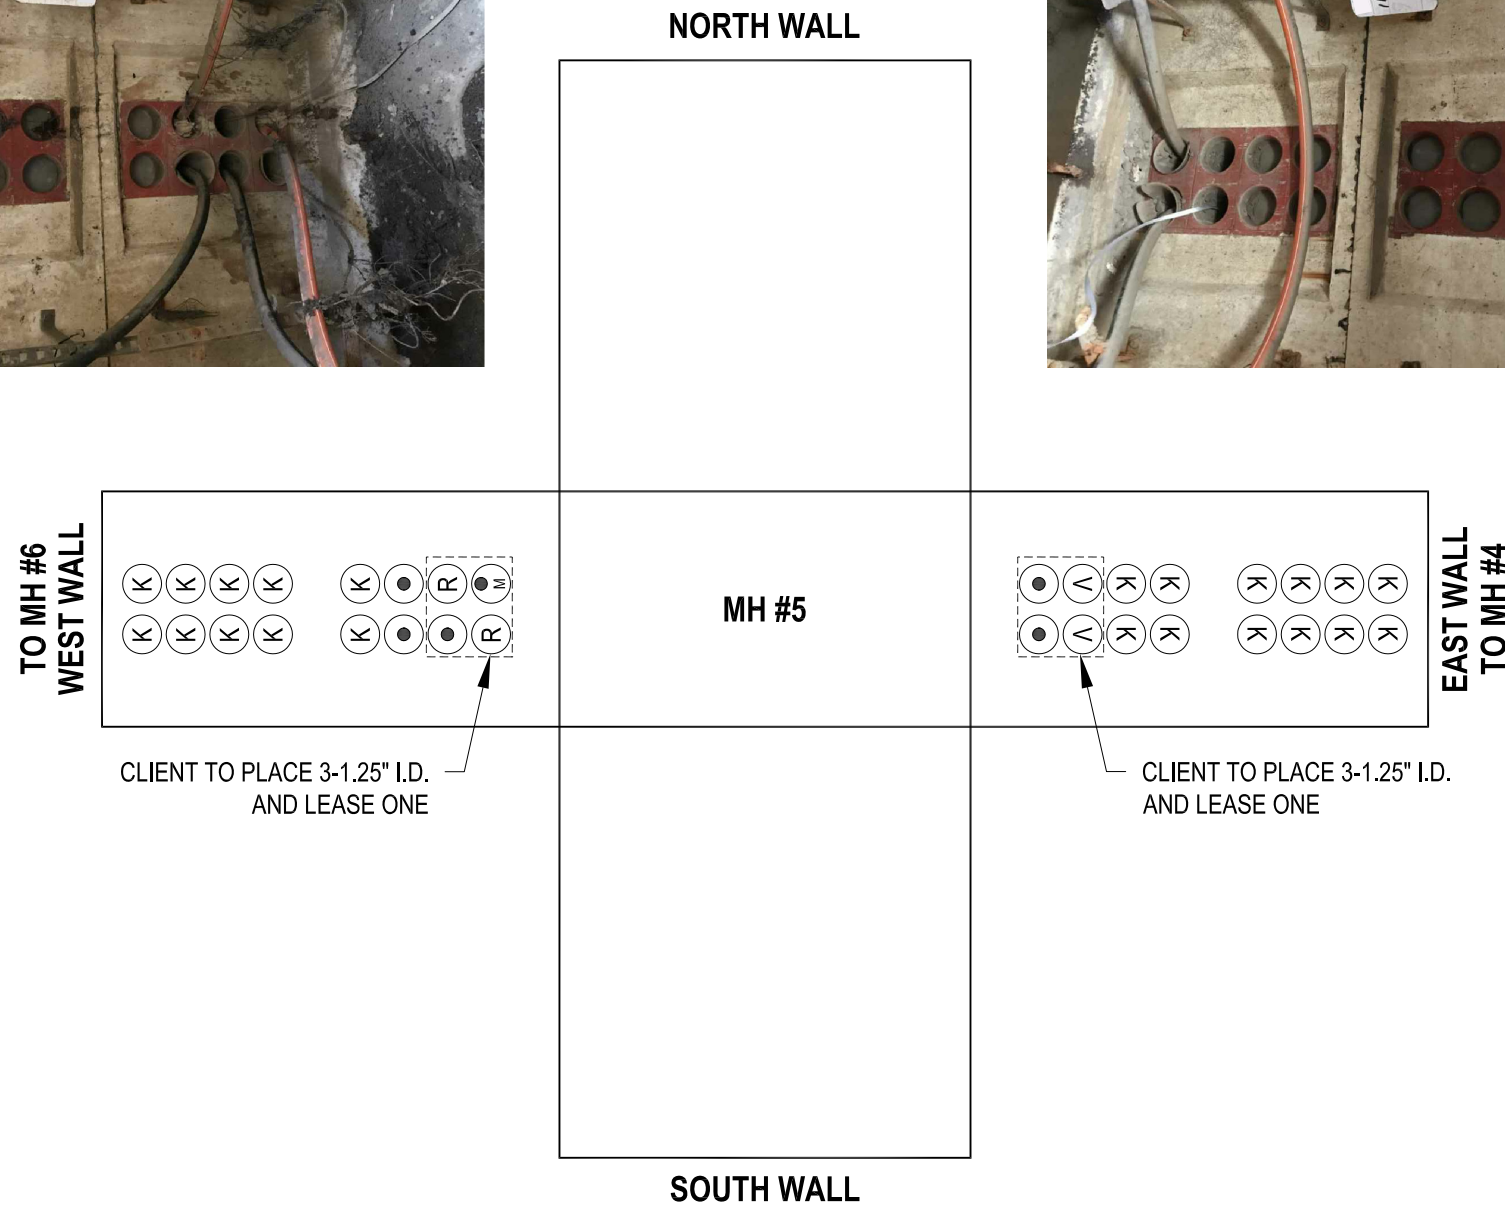 NORTH WALL
TO MH #6
WEST WALL
K K K K K R M
K K K K K R
MH #5
V K K K K K K
V K K K K K K
EAST WALL
TO MH #4
CLIENT TO PLACE 3-1.25" I.D.
AND LEASE ONE
CLIENT TO PLACE 3-1.25" I.D.
AND LEASE ONE
SOUTH WALL